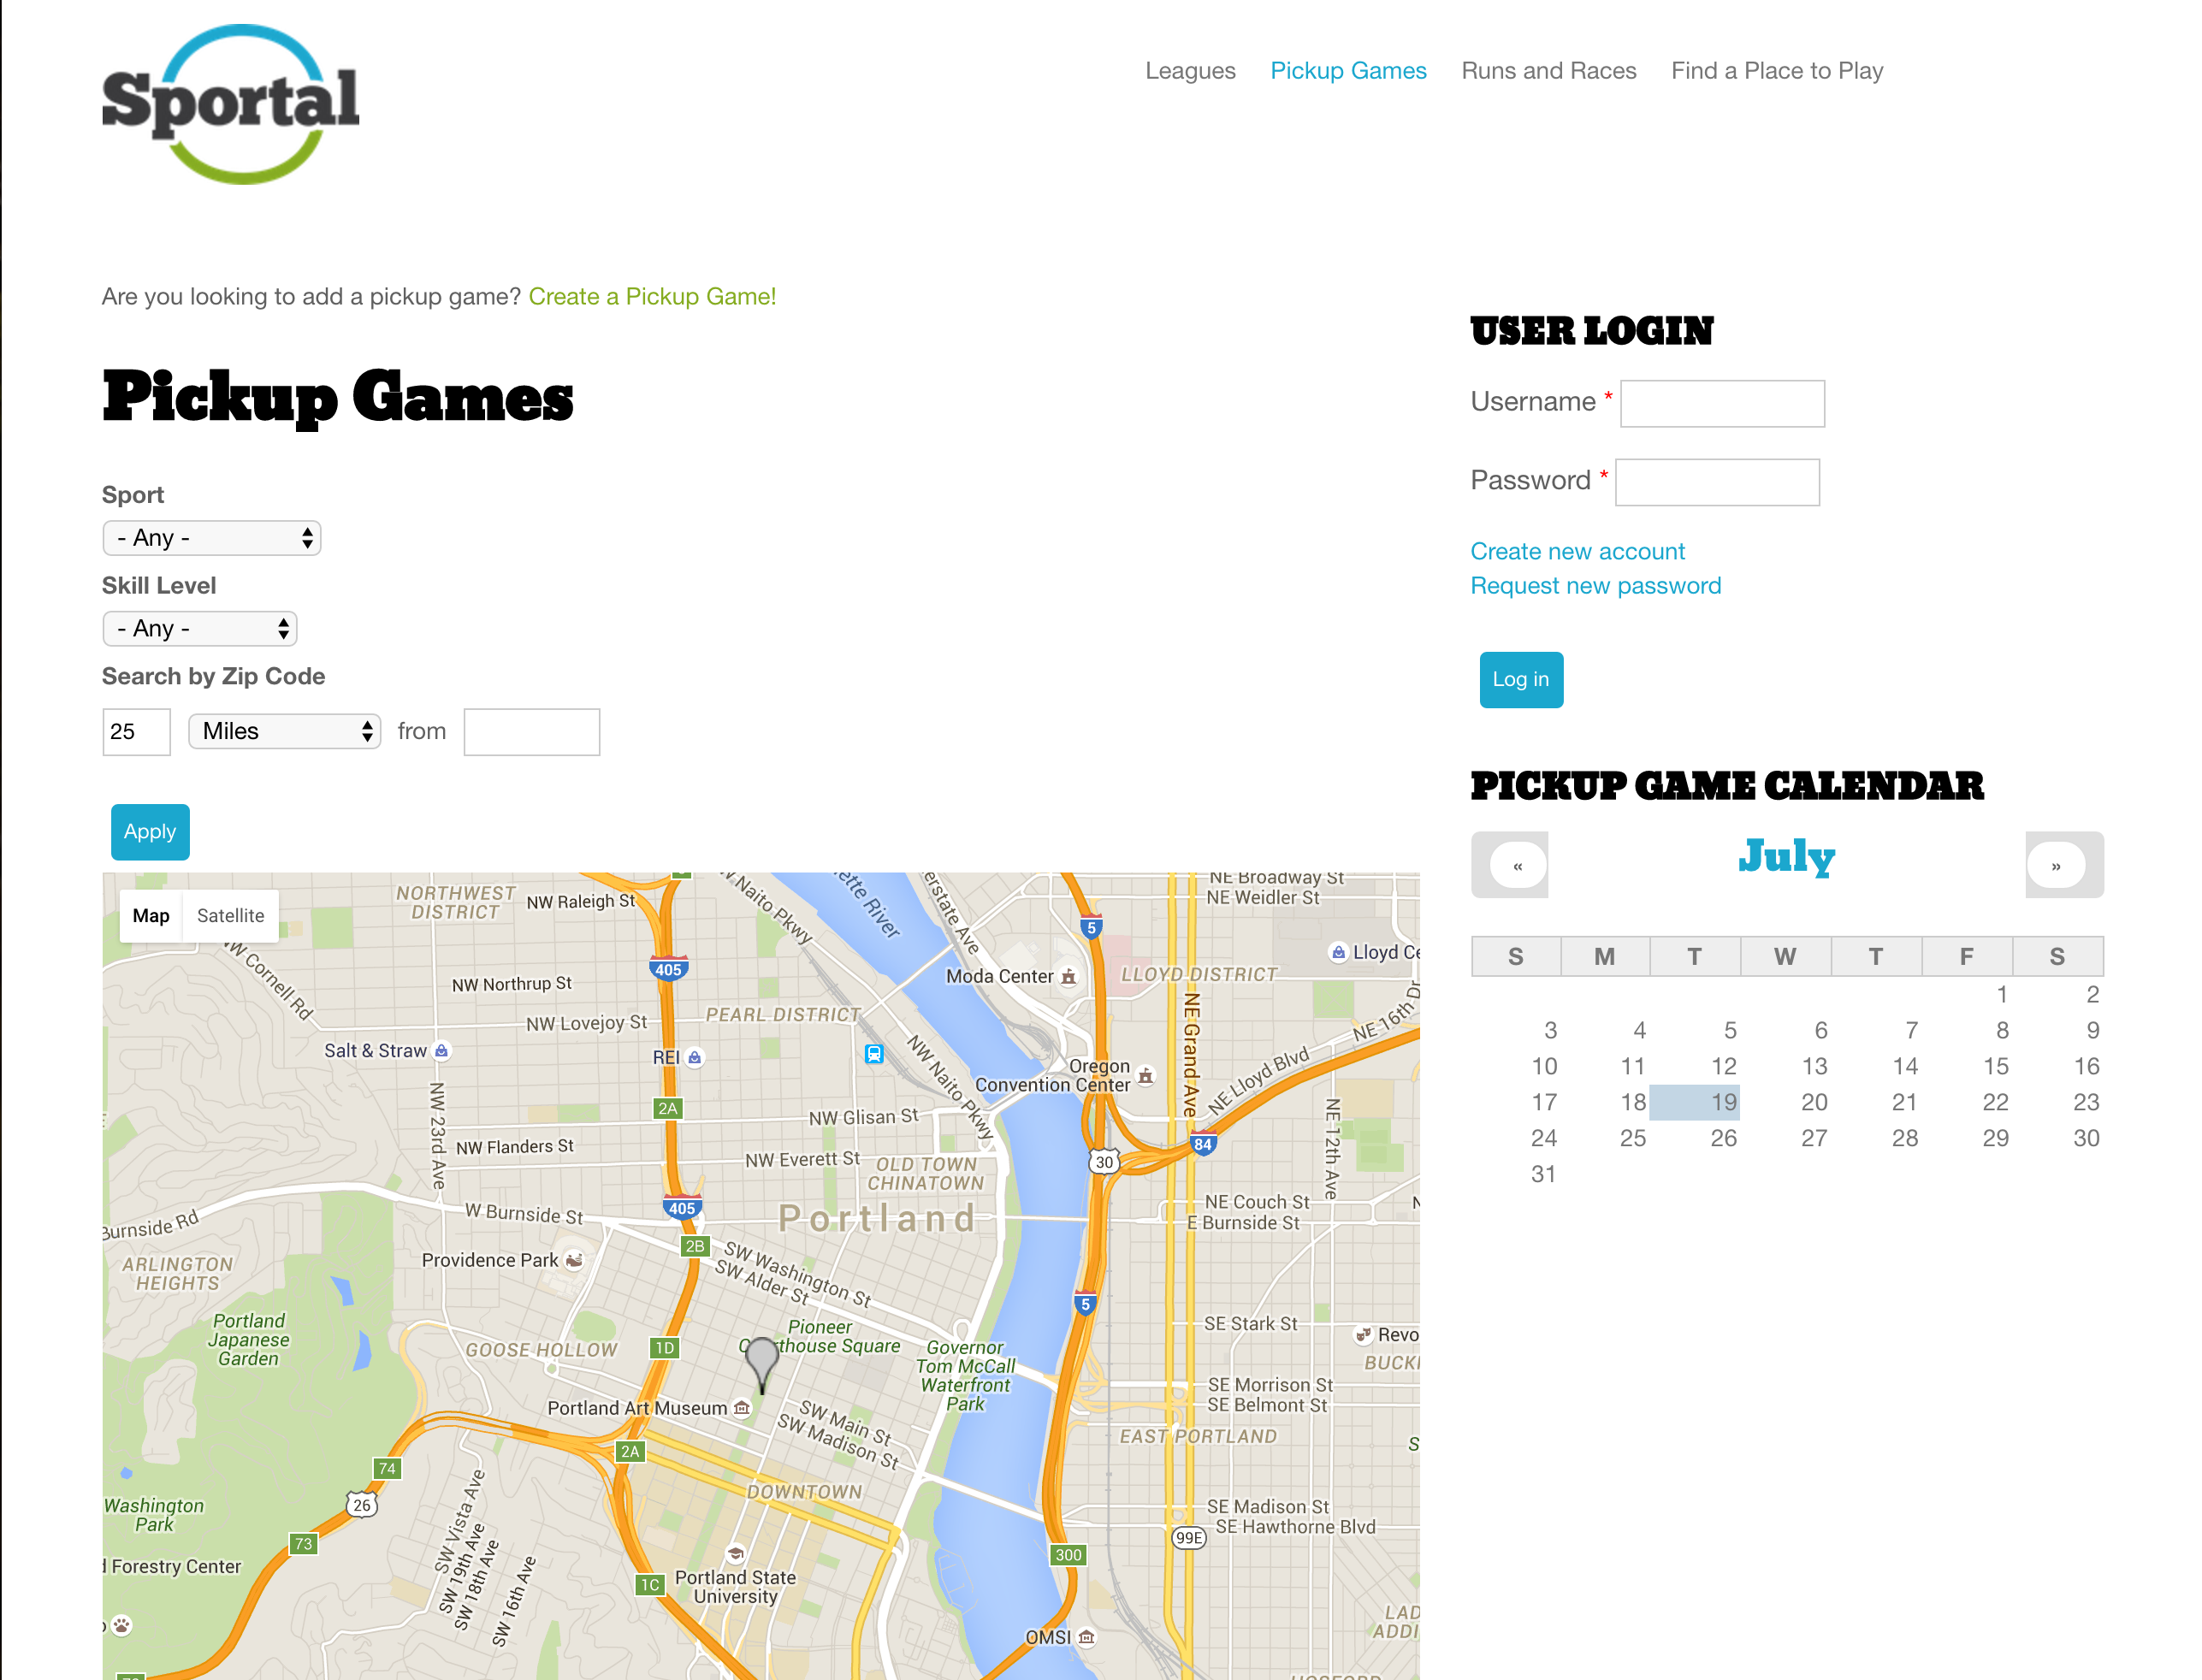 Sportal
Leagues Pickup Games Runs and Races Find a Place to Play
Are you looking to add a pickup game? Create a Pickup Game!
Pickup Games
Sport
- Any -
Skill Level
- Any -
Search by Zip Code
25 Miles from
Apply
USER LOGIN
Username *
Password *
Create new account
Request new password
Log in
PICKUP GAME CALENDAR
« July »
S M T W T F S
1 2
3 4 5 6 7 8 9
10 11 12 13 14 15 16
17 18 19 20 21 22 23
24 25 26 27 28 29 30
31
Map Satellite
NORTHWEST
DISTRICT
NW Raleigh St
W Naito Pkwy
ette River
erstate Ave
5
NE Broadway St
NE Weidler St
Lloyd Ce
NW Cornell Rd
405
NW Northrup St
Moda Center
LLOYD DISTRICT
NW Lovejoy St
PEARL DISTRICT
NE Grand Ave
NE 16th Dr
Salt & Straw
REI
NW Naito Pkwy
Oregon
Convention Center
NE Lloyd Blvd
NW 23rd Ave
2A
NW Glisan St
NE 12th Ave
NW Flanders St
84
NW Everett St
30
OLD TOWN
CHINATOWN
405
W Burnside St
Portland
NE Couch St
N
E Burnside St
Burnside Rd
2B
Providence Park
SW Washington St
SW Alder St
ARLINGTON
HEIGHTS
5
Portland
Japanese
Garden
Pioneer
C rthouse Square
SE Stark St
Revo
GOOSE HOLLOW
1D
Governor
Tom McCall
Waterfront
Park
BUCK
SE Morrison St
SE Belmont St
Portland Art Museum
SW Main St
SW Madison St
EAST PORTLAND
S
2A
74
26
DOWNTOWN
Washington
Park
SE Madison St
SE Hawthorne Blvd
99E
SW Vista Ave
SW 19th Ave
SW 18th Ave
SW 16th Ave
73
300
d Forestry Center
Portland State
University
1C
LAD
ADDI
OMSI